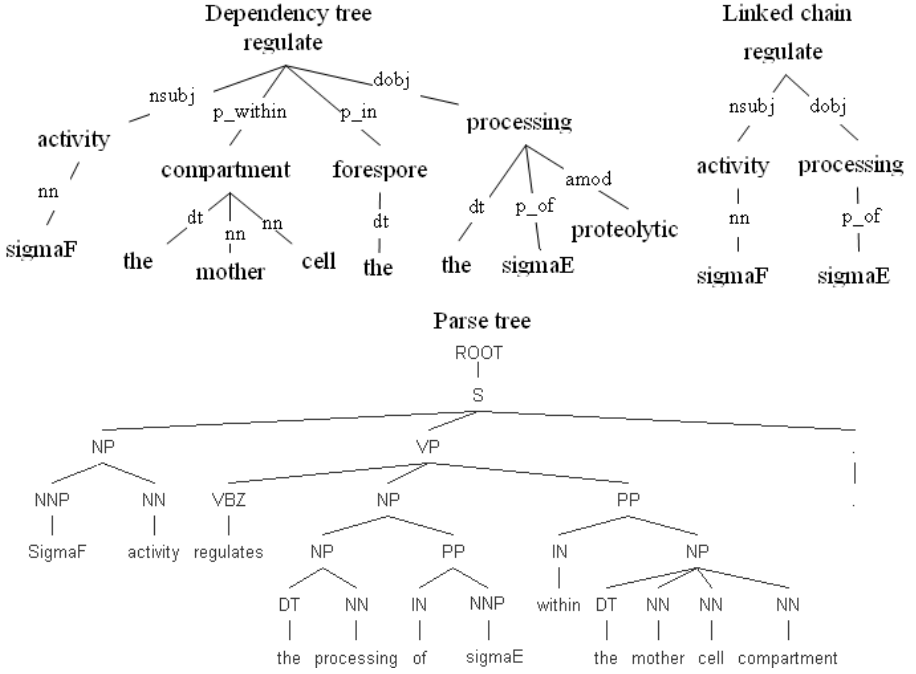 Dependency tree
regulate
nsubj p_within p_in dobj
activity compartment forespore processing
nn dt nn nn dt dt p_of amod
sigmaF the mother cell the the sigmaE proteolytic
Linked chain
regulate
nsubj dobj
activity processing
nn p_of
sigmaF sigmaE
Parse tree
ROOT
S
NP VP .
NNP NN VBZ NP PP .
SigmaF activity regulates NP PP IN NP
DT NN IN NNP within DT NN NN NN
the processing of sigmaE the mother cell compartment